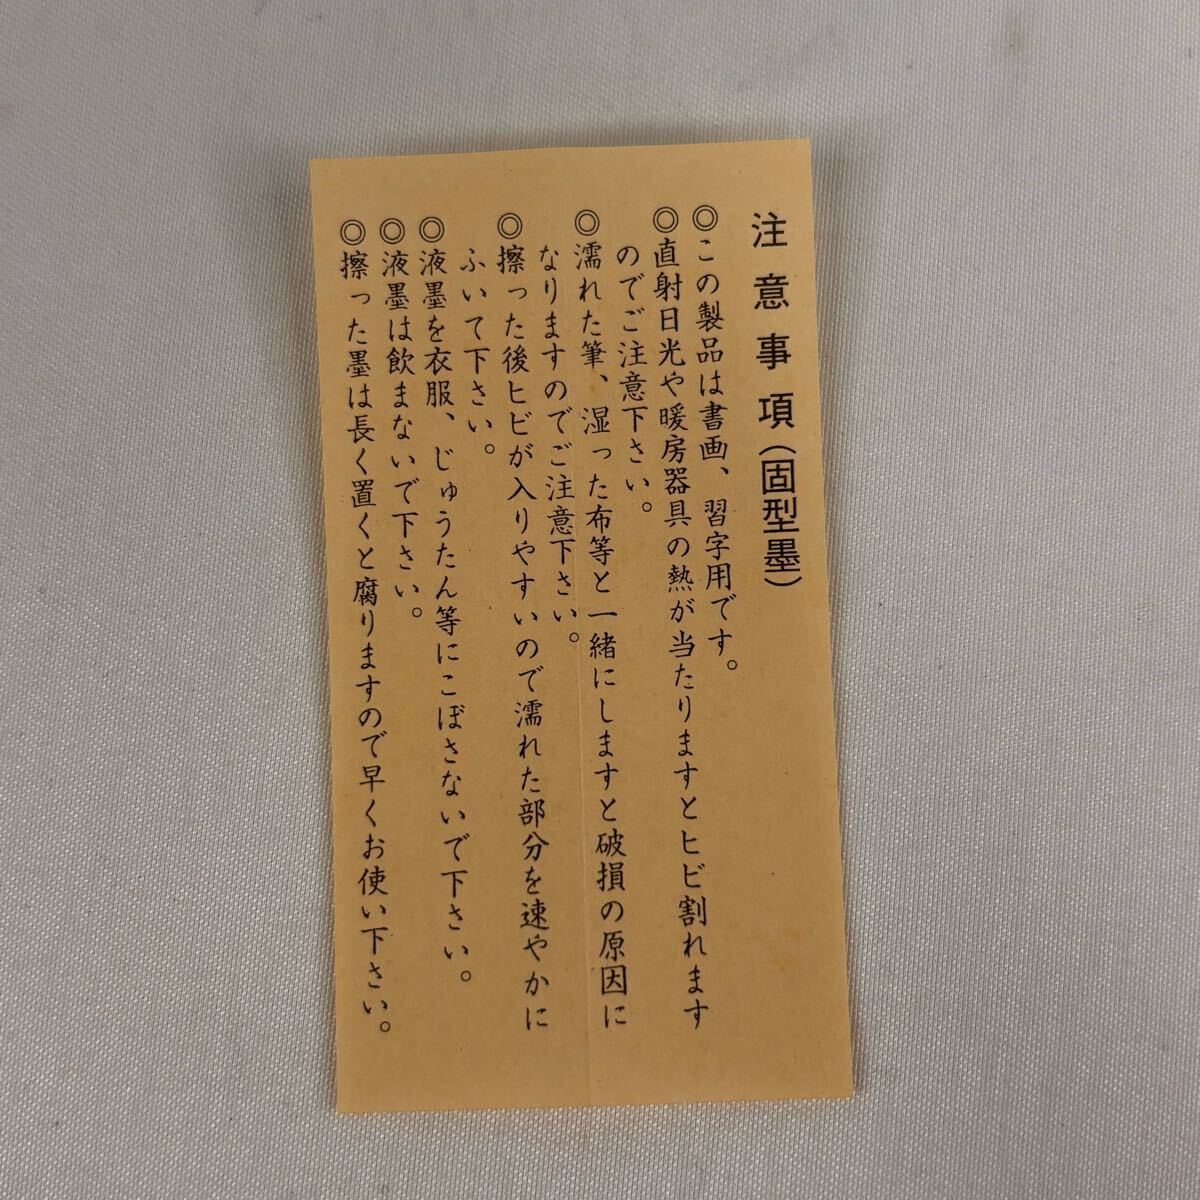 注意事項(固型墨)
◎この製品は書画、習字用です。
◎直射日光や暖房器具の熱が当たりますとヒビ割れます
のでご注意下さい。
◎濡れた筆、湿った布等と一緒にしますと破損の原因に
なりますのでご注意下さい。
◎擦った後ヒビが入りやすいので濡れた部分を速やかに
ふいて下さい。
◎液墨を衣服、じゅうたん等にこぼさないで下さい。
◎液墨は飲まないで下さい。
◎擦った墨は長く置くと腐りますので早くお使い下さい。